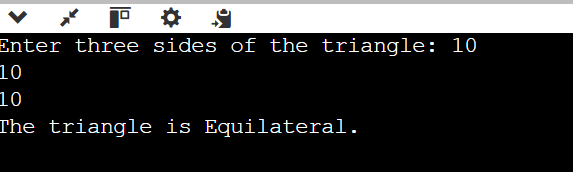 Enter three sides of the triangle: 10
10
10
The triangle is Equilateral.